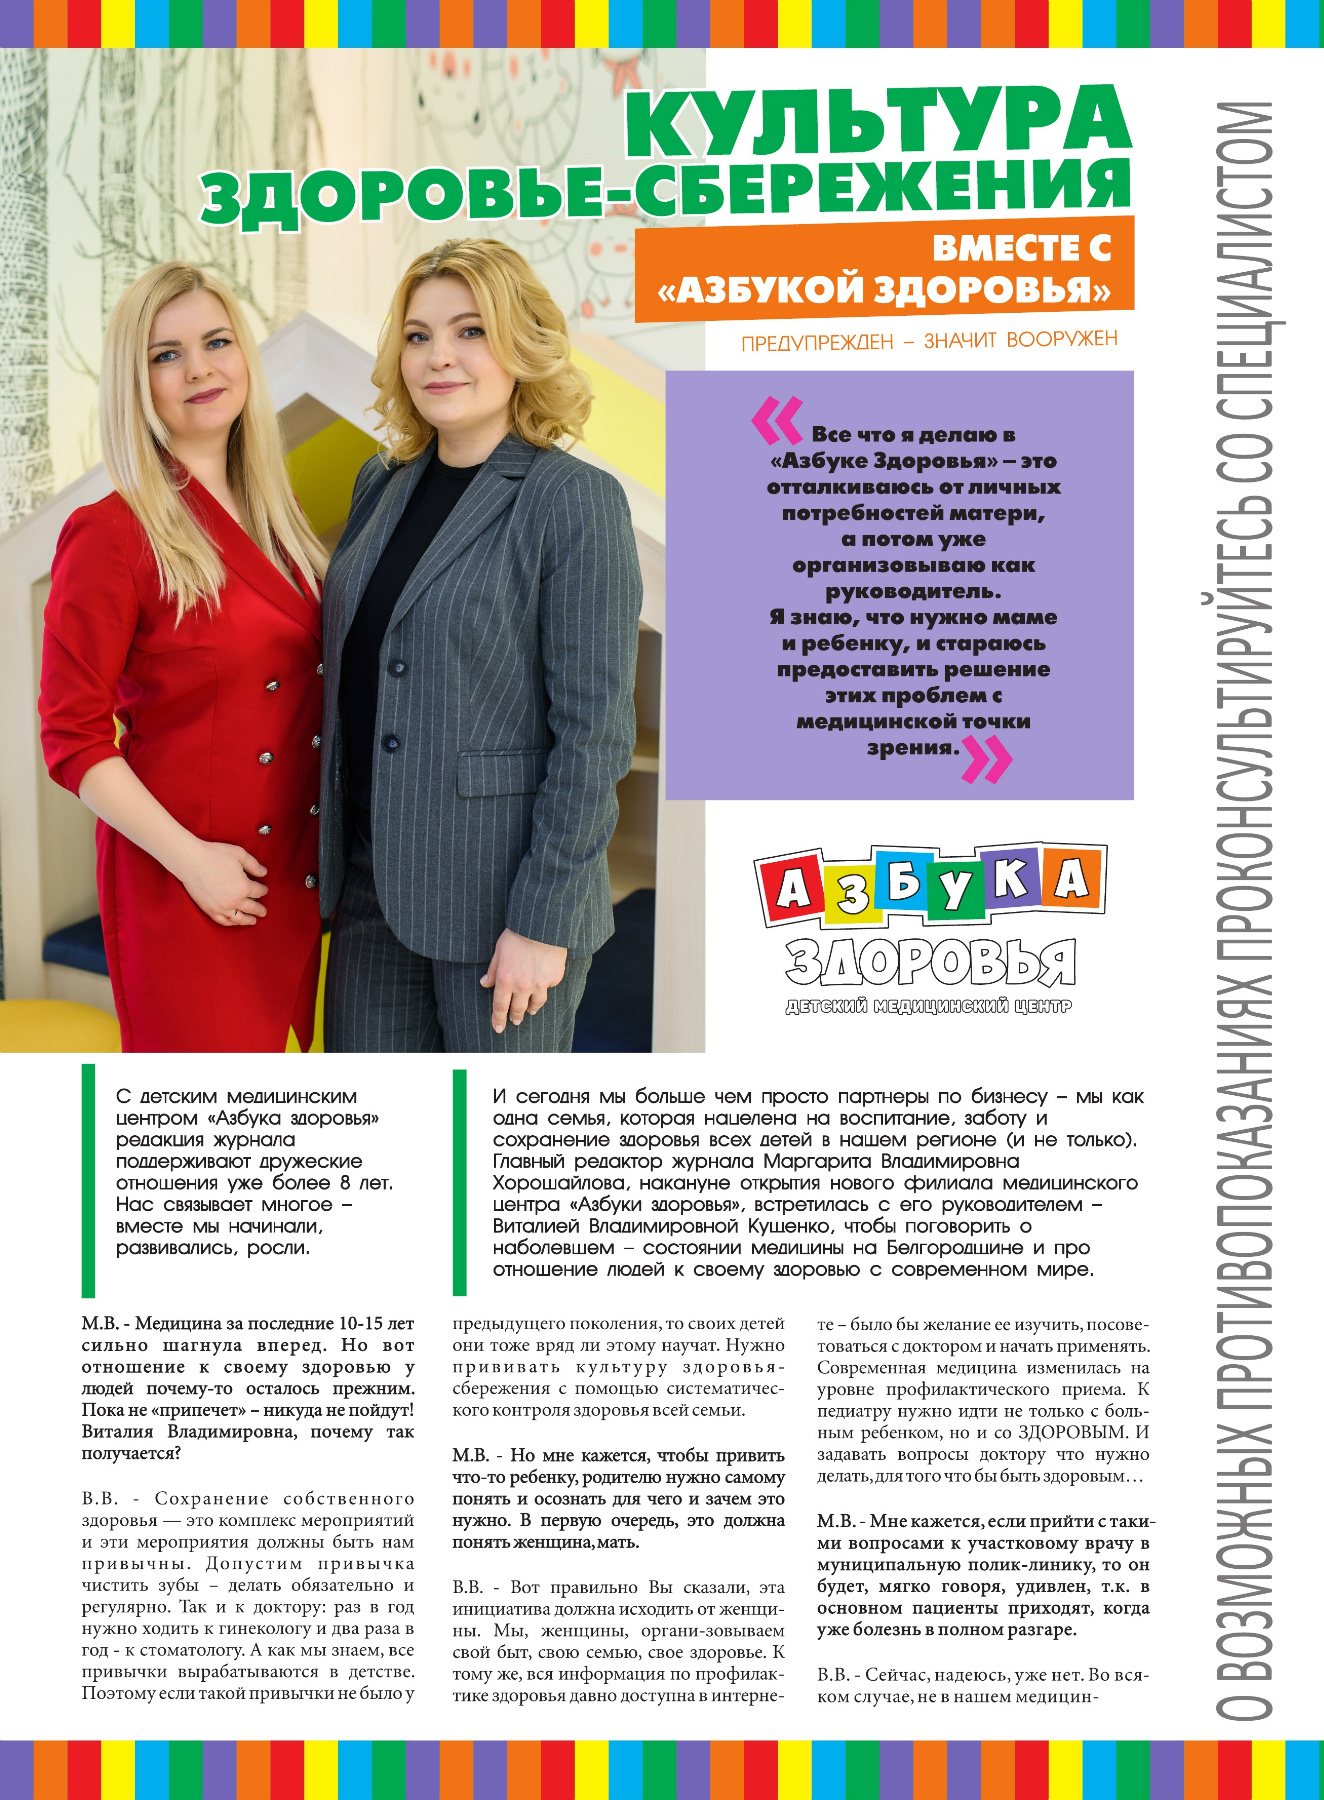 КУЛЬТУРА
ЗДОРОВЬЕ-СБЕРЕЖЕНИЯ
ВМЕСТЕ С
«АЗБУКОЙ ЗДОРОВЬЯ»
ПРЕДУПРЕЖДЕН – ЗНАЧИТ ВООРУЖЕН
« Все что я делаю в
«Азбуке Здоровья» – это
отталкиваюсь от личных
потребностей матери,
а потом уже
организовываю как
руководитель.
Я знаю, что нужно маме
и ребенку, и стараюсь
предоставить решение
этих проблем с
медицинской точки
зрения. »
АЗБУКА
ЗДОРОВЬЯ
ДЕТСКИЙ МЕДИЦИНСКИЙ ЦЕНТР
С детским медицинским
центром «Азбука здоровья»
редакция журнала
поддерживают дружеские
отношения уже более 8 лет.
Нас связывает многое –
вместе мы начинали,
развивались, росли.
И сегодня мы больше чем просто партнеры по бизнесу – мы как
одна семья, которая нацелена на воспитание, заботу и
сохранение здоровья всех детей в нашем регионе (и не только).
Главный редактор журнала Маргарита Владимировна
Хорошайлова, накануне открытия нового филиала медицинского
центра «Азбуки здоровья», встретилась с его руководителем –
Виталией Владимировной Кущенко, чтобы поговорить о
наболевшем – состоянии медицины на Белгородщине и про
отношение людей к своему здоровью с современном мире.
М.В. - Медицина за последние 10-15 лет
сильно шагнула вперед. Но вот
отношение к своему здоровью у
людей почему-то осталось прежним.
Пока не «припечет» – никуда не пойдут!
Виталия Владимировна, почему так
получается?
В.В. - Сохранение собственного
здоровья — это комплекс мероприятий
и эти мероприятия должны быть нам
привычны. Допустим привычка
чистить зубы – делать обязательно и
регулярно. Так и к доктору: раз в год
нужно ходить к гинекологу и два раза в
год - к стоматологу. А как мы знаем, все
привычки вырабатываются в детстве.
Поэтому если такой привычки не было у
предыдущего поколения, то своих детей
они тоже вряд ли этому научат. Нужно
прививать культуру здоровья-
сбережения с помощью систематичес-
кого контроля здоровья всей семьи.
М.В. - Но мне кажется, чтобы привить
что-то ребенку, родителю нужно самому
понять и осознать для чего и зачем это
нужно. В первую очередь, это должна
понять женщина, мать.
В.В. - Вот правильно Вы сказали, эта
инициатива должна исходить от женщи-
ны. Мы, женщины, органи-зовываем
свой быт, свою семью, свое здоровье. К
тому же, вся информация по профилак-
тике здоровья давно доступна в интерне-
те – было бы желание ее изучить, посове-
товаться с доктором и начать применять.
Современная медицина изменилась на
уровне профилактического приема. К
педиатру нужно идти не только с боль-
ным ребенком, но и со ЗДОРОВЫМ. И
задавать вопросы доктору что нужно
делать, для того что бы быть здоровым…
М.В. - Мне кажется, если прийти с таки-
ми вопросами к участковому врачу в
муниципальную полик-линику, то он
будет, мягко говоря, удивлен, т.к. в
основном пациенты приходят, когда
уже болезнь в полном разгаре.
В.В. - Сейчас, надеюсь, уже нет. Во вся-
ком случае, не в нашем медицин-
О ВОЗМОЖНЫХ ПРОТИВОПОКАЗАНИЯХ ПРОКОНСУЛЬТИРУЙТЕСЬ СО СПЕЦИАЛИСТОМ